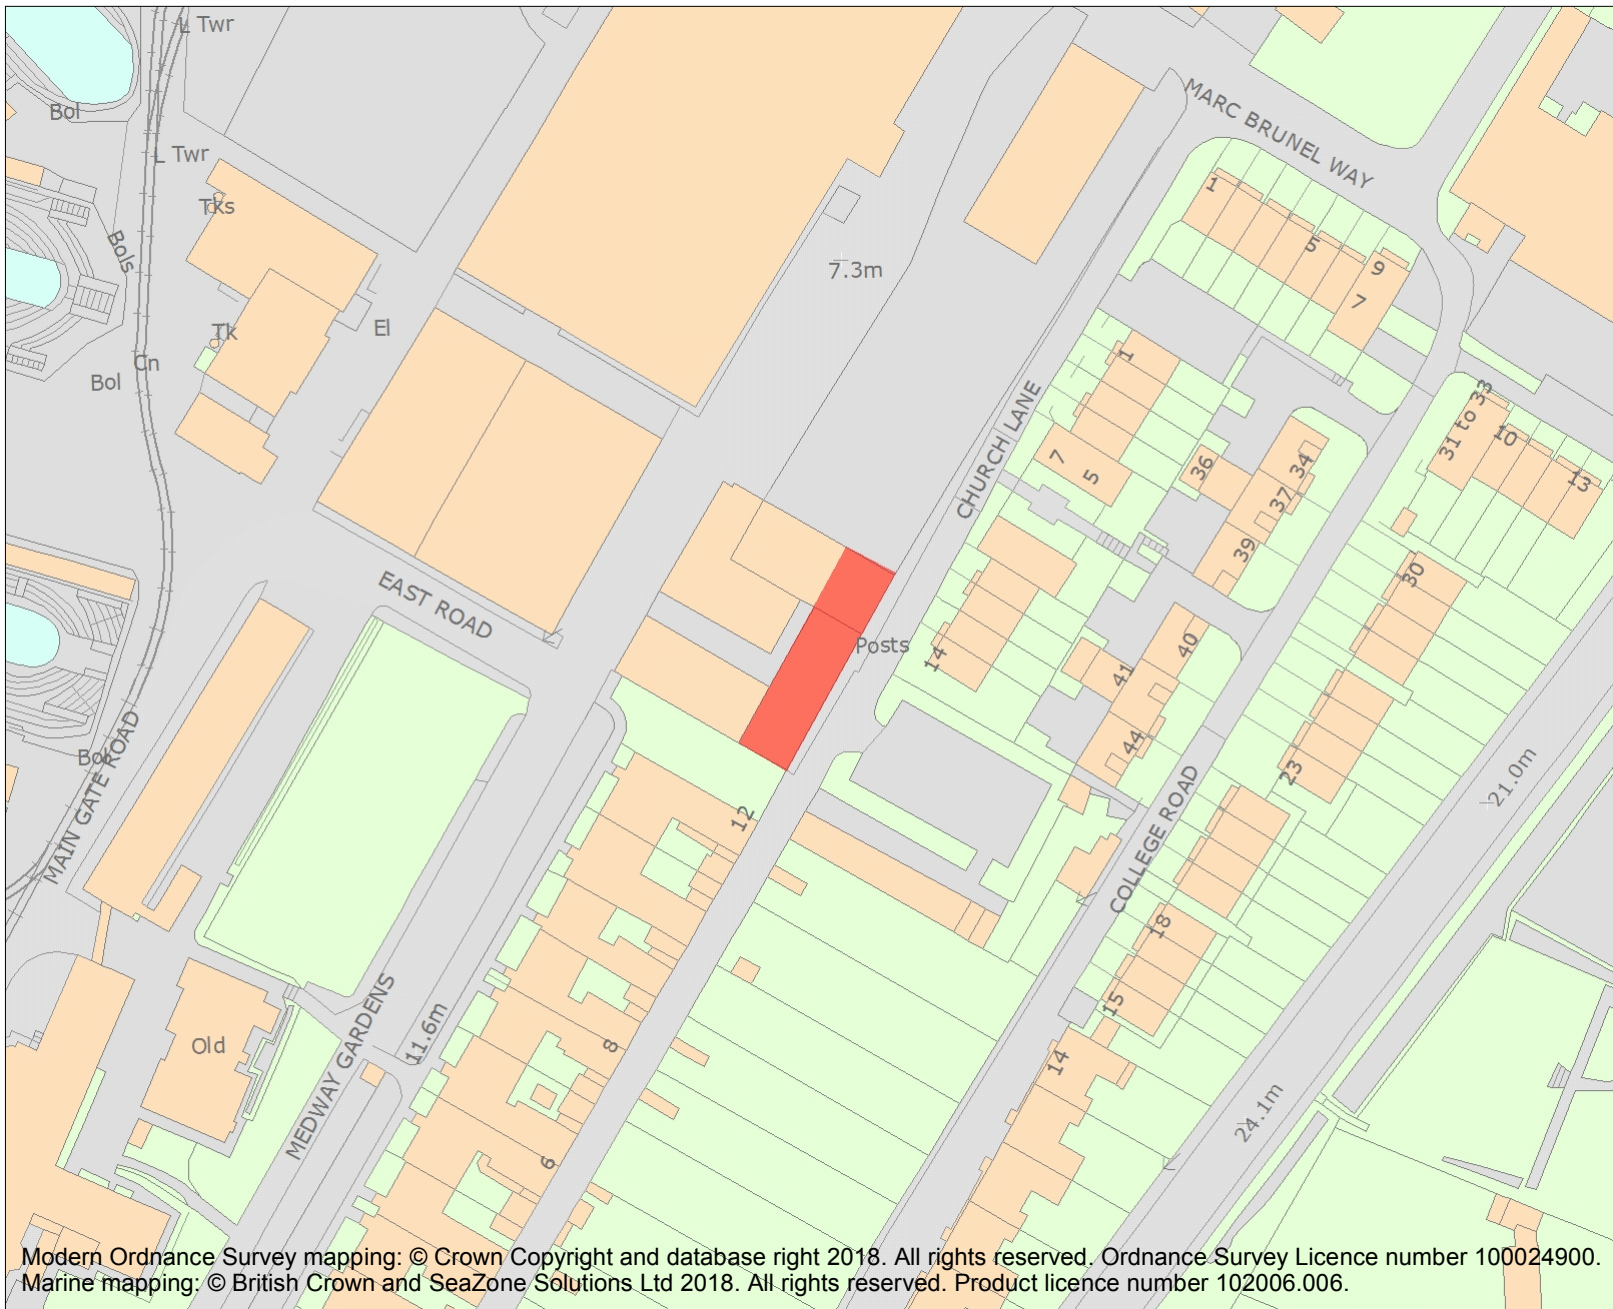 L Twr
Bol
MARC BRUNEL WAY
L Twr
1
Tks
Bols
5
9
7.3m
7
Tk
El
Cn
1
Bol
CHURCH LANE
31 to 33
10
7
5
36
34
13
37
39
30
EAST ROAD
Posts
14
40
41
44
Bol
MAIN GATE ROAD
23
21.0m
12
COLLEGE ROAD
18
15
MEDWAY GARDENS
11.6m
Old
8
14
24.1m
6
Modern Ordnance Survey mapping: © Crown Copyright and database right 2018. All rights reserved. Ordnance Survey Licence number 100024900.
Marine mapping: © British Crown and SeaZone Solutions Ltd 2018. All rights reserved. Product licence number 102006.006.